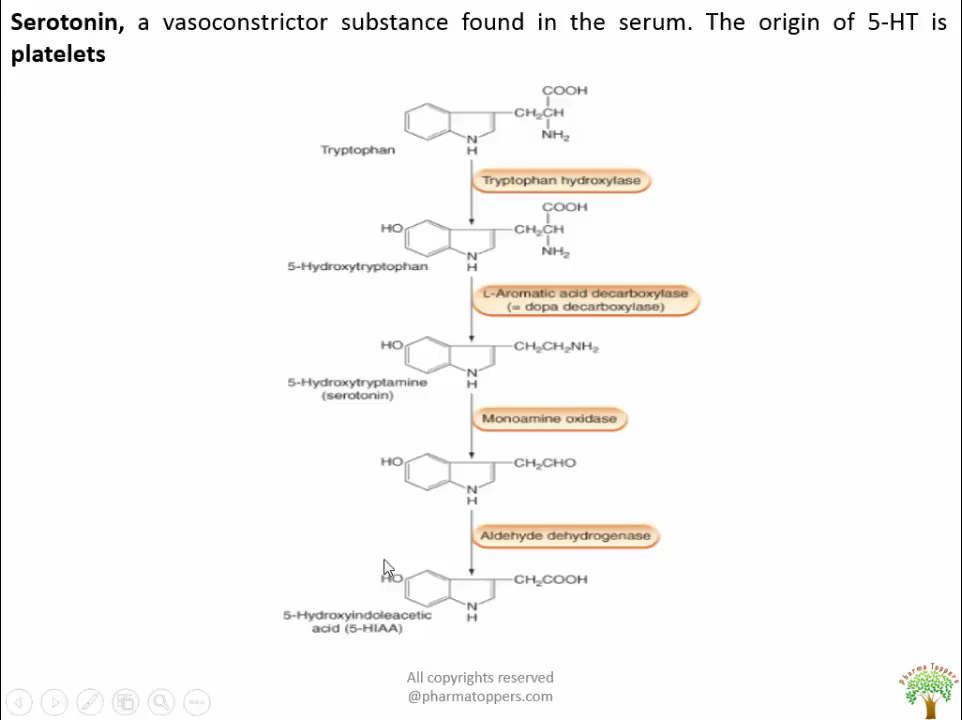 Serotonin, a vasoconstrictor substance found in the serum. The origin of 5-HT is
platelets
COOH
CH₂CH
NH₂
N
H
Tryptophan
Tryptophan hydroxylase
COOH
HO
CH₂CH
NH₂
N
H
5-Hydroxytryptophan
L-Aromatic acid decarboxylase
(= dopa decarboxylase)
HO
CH₂CH₂NH₂
N
H
5-Hydroxytryptamine
(serotonin)
Monoamine oxidase
HO
CH₂CHO
N
H
Aldehyde dehydrogenase
HO
CH₂COOH
N
H
5-Hydroxyindoleacetic
acid (5-HIAA)
All copyrights reserved
@pharmatoppers.com
Pharma Toppers